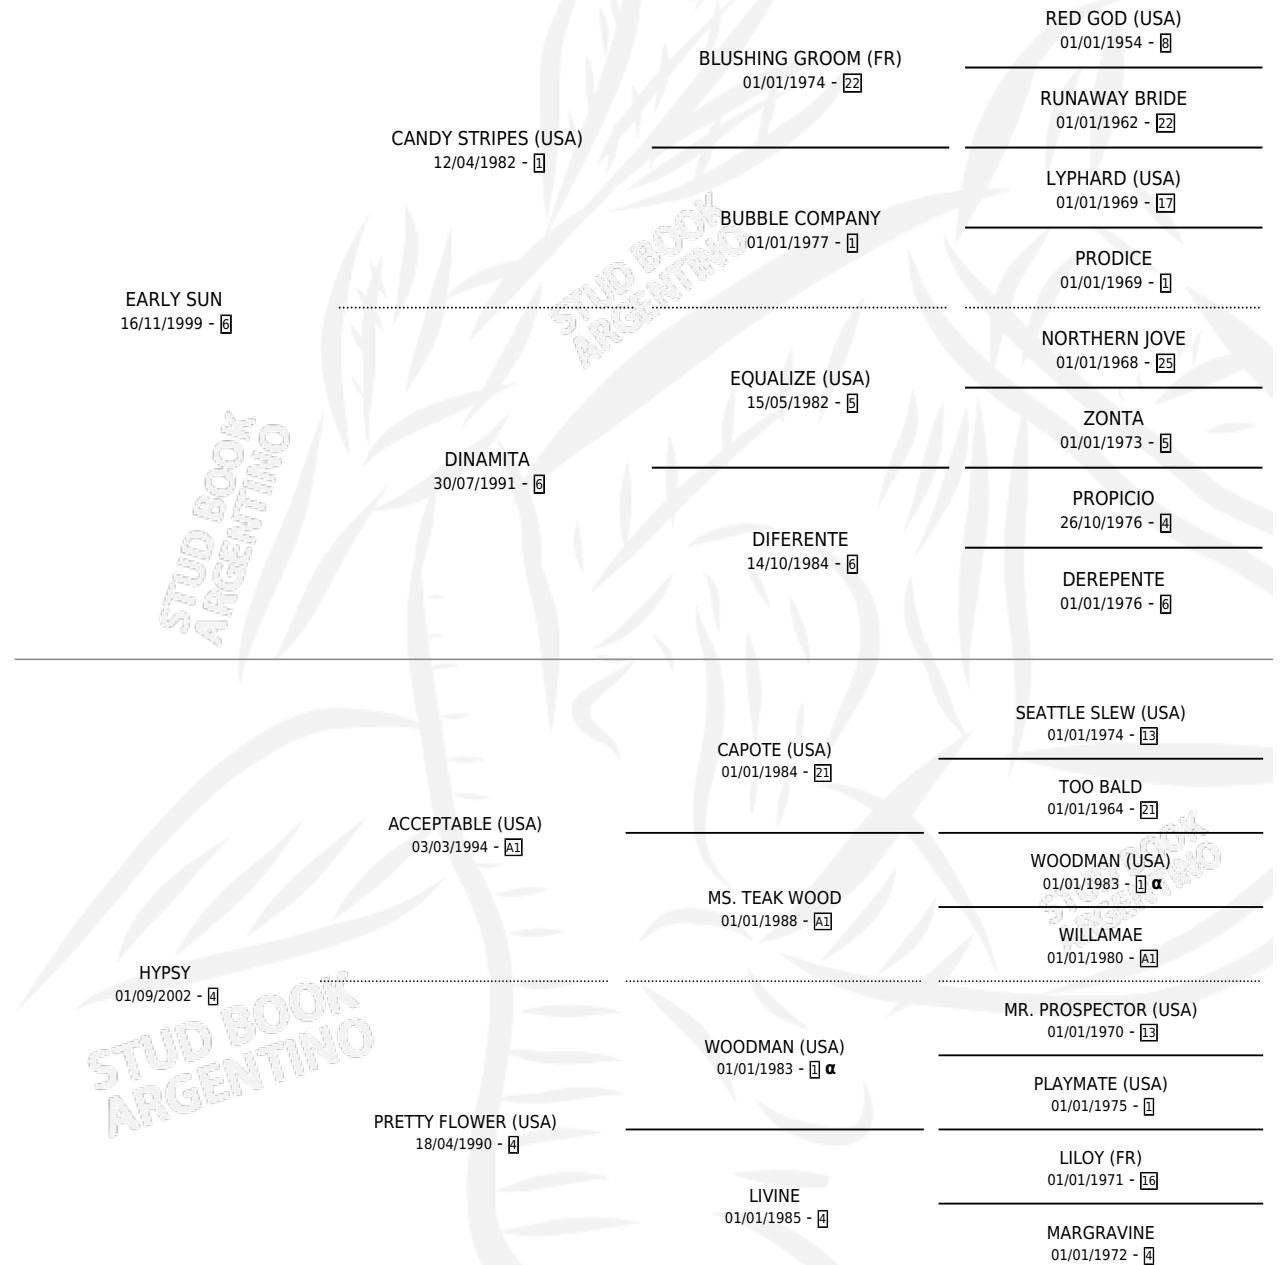 RED GOD (USA)
01/01/1954 - 8
BLUSHING GROOM (FR)
01/01/1974 - 22
RUNAWAY BRIDE
01/01/1962 - 22
CANDY STRIPES (USA)
12/04/1982 - 1
LYPHARD (USA)
01/01/1969 - 17
BUBBLE COMPANY
01/01/1977 - 1
PRODICE
01/01/1969 - 1
EARLY SUN
16/11/1999 - 6
NORTHERN JOVE
01/01/1968 - 25
EQUALIZE (USA)
15/05/1982 - 5
ZONTA
01/01/1973 - 5
DINAMITA
30/07/1991 - 6
PROPICIO
26/10/1976 - 4
DIFERENTE
14/10/1984 - 6
DEREPENTE
01/01/1976 - 6
SEATTLE SLEW (USA)
01/01/1974 - 13
CAPOTE (USA)
01/01/1984 - 21
TOO BALD
01/01/1964 - 21
ACCEPTABLE (USA)
03/03/1994 - A1
WOODMAN (USA)
01/01/1983 - 1 α
MS. TEAK WOOD
01/01/1988 - A1
WILLAMAE
01/01/1980 - A1
HYPSY
01/09/2002 - 4
MR. PROSPECTOR (USA)
01/01/1970 - 13
WOODMAN (USA)
01/01/1983 - 1 α
PLAYMATE (USA)
01/01/1975 - 1
PRETTY FLOWER (USA)
18/04/1990 - 4
LILOY (FR)
01/01/1971 - 16
LIVINE
01/01/1985 - 4
MARGRAVINE
01/01/1972 - 4
STUD BOOK
ARGENTINO
STUD BOOK
ARGENTINO
STUD BOOK
ARGENTINO
STUD BOOK
ARGENTINO